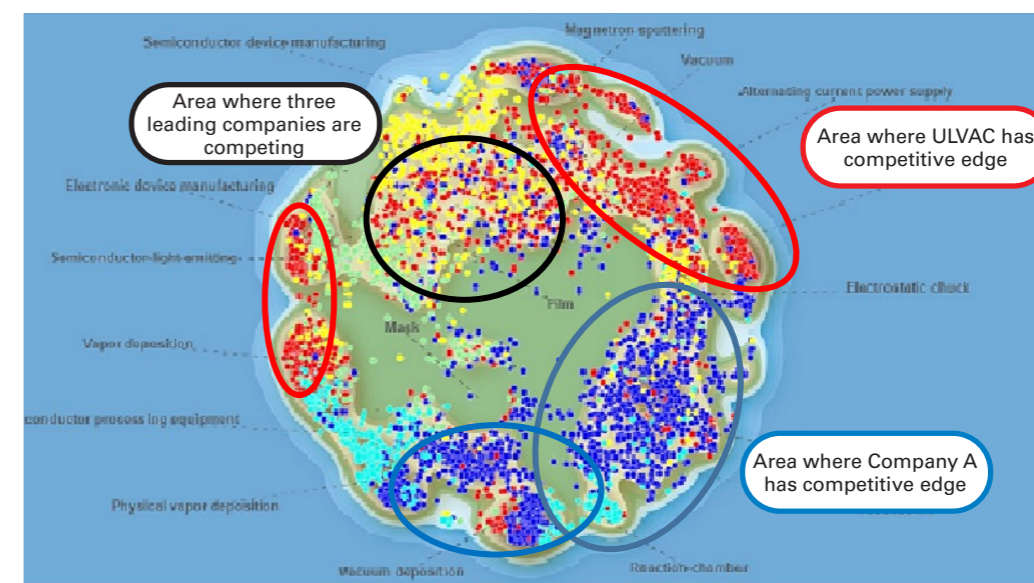 Semiconductor device manufacturing
Magnetron sputtering
Vacuum
Alternating current power supply
Area where three
leading companies are
competing
Area where ULVAC has
competitive edge
Electronic device manufacturing
Semiconductor light emitting
Electrostatic chuck
Film
Mask
Vapor deposition
conductor processing equipment
Area where Company A
has competitive edge
Physical vapor deposition
Vacuum deposition
Reaction chamber